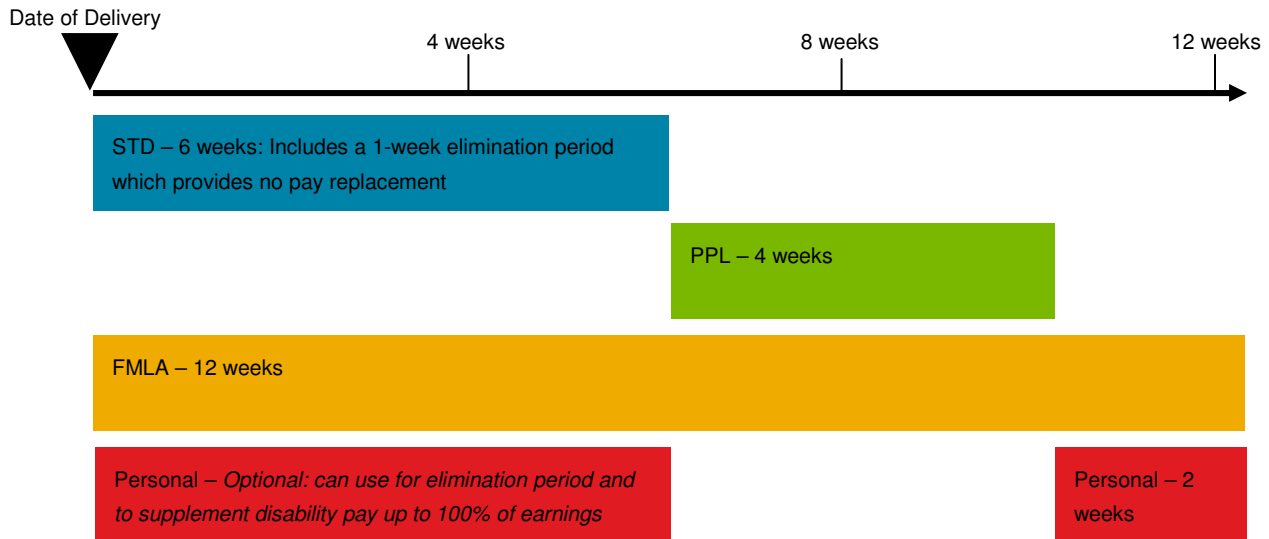 Date of Delivery
4 weeks
8 weeks
12 weeks
STD – 6 weeks: Includes a 1-week elimination period
which provides no pay replacement
PPL – 4 weeks
FMLA – 12 weeks
Personal – Optional: can use for elimination period and
to supplement disability pay up to 100% of earnings
Personal – 2
weeks